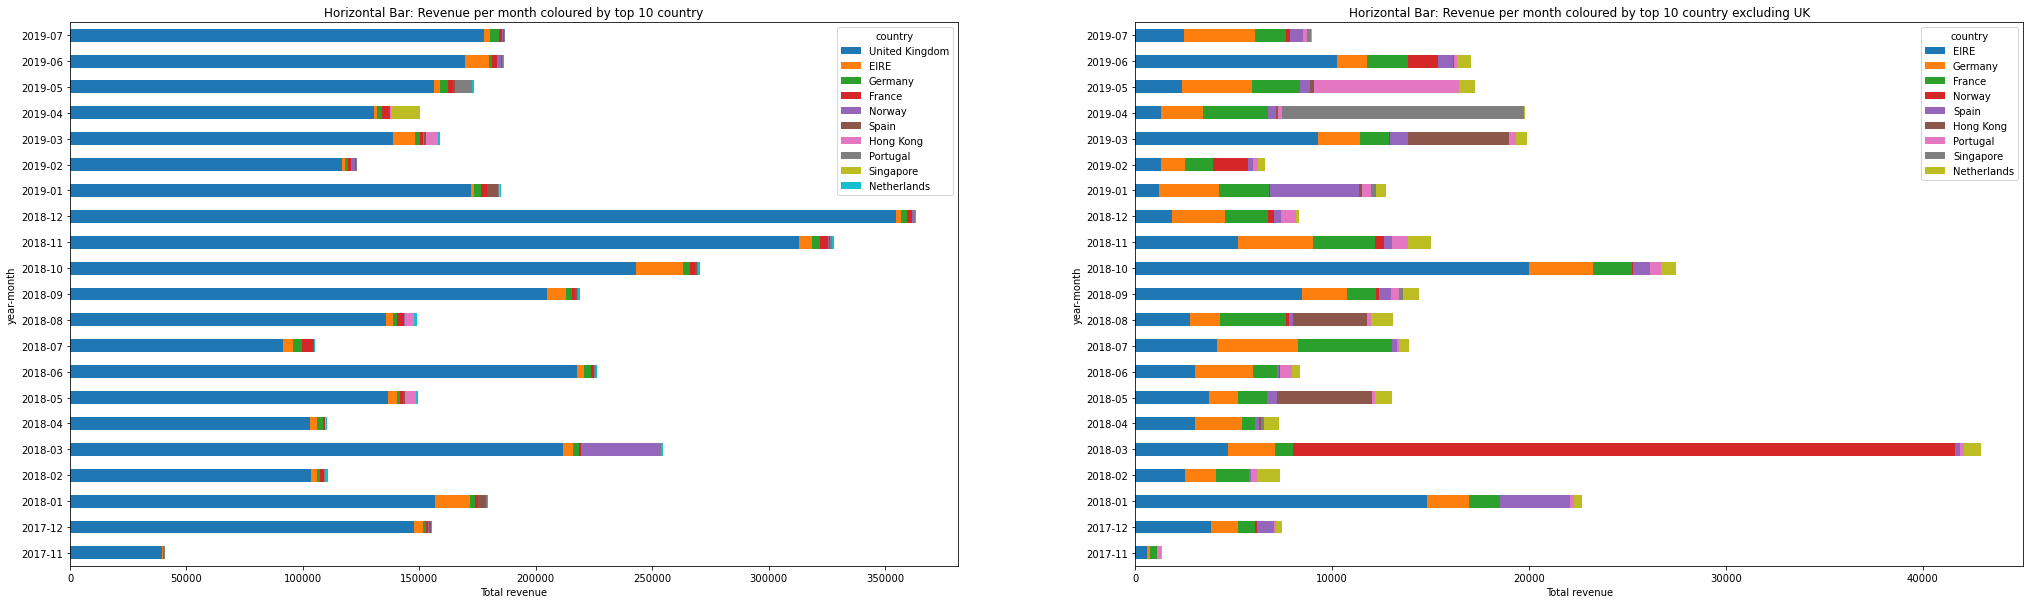 Horizontal Bar: Revenue per month coloured by top 10 country
year-month
2019-07
2019-06
2019-05
2019-04
2019-03
2019-02
2019-01
2018-12
2018-11
2018-10
2018-09
2018-08
2018-07
2018-06
2018-05
2018-04
2018-03
2018-02
2018-01
2017-12
2017-11
0 50000 100000 150000 200000 250000 300000 350000
Total revenue
country
United Kingdom
EIRE
Germany
France
Norway
Spain
Hong Kong
Portugal
Singapore
Netherlands
Horizontal Bar: Revenue per month coloured by top 10 country excluding UK
year-month
2019-07
2019-06
2019-05
2019-04
2019-03
2019-02
2019-01
2018-12
2018-11
2018-10
2018-09
2018-08
2018-07
2018-06
2018-05
2018-04
2018-03
2018-02
2018-01
2017-12
2017-11
0 10000 20000 30000 40000
Total revenue
country
EIRE
Germany
France
Norway
Spain
Hong Kong
Portugal
Singapore
Netherlands